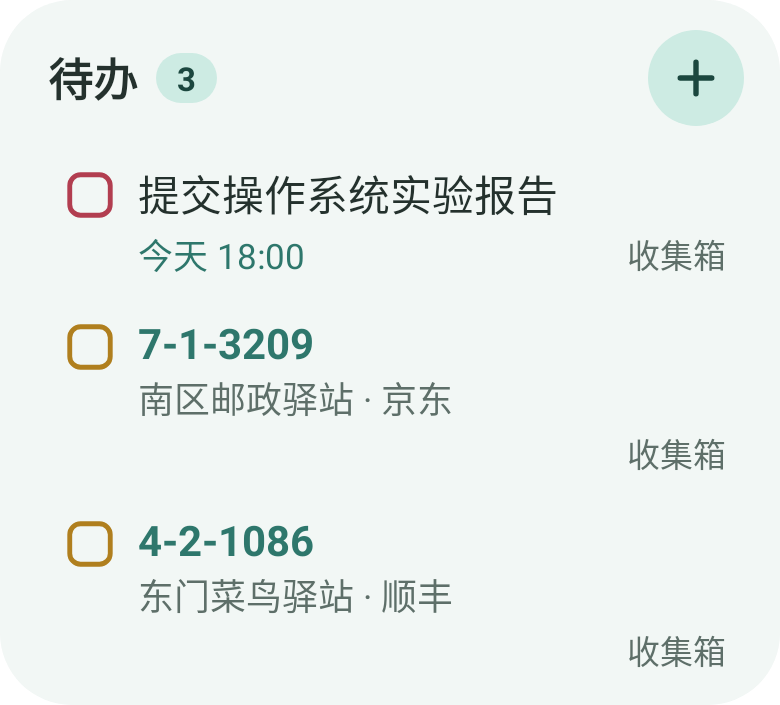 待办 3
提交操作系统实验报告
今天 18:00 收集箱
7-1-3209
南区邮政驿站 · 京东
收集箱
4-2-1086
东门菜鸟驿站 · 顺丰
收集箱